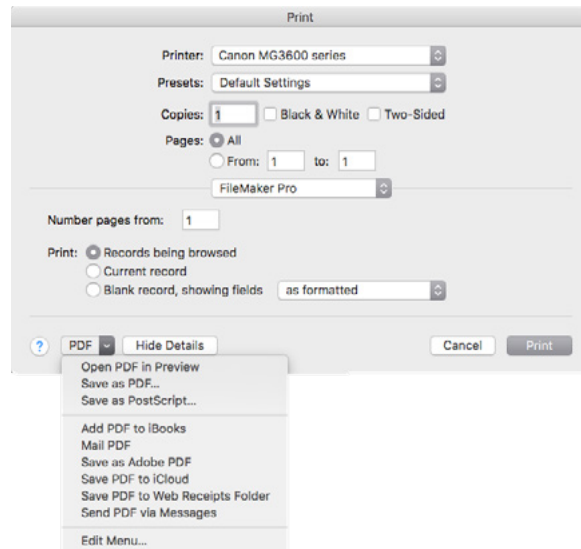 Print
Printer: Canon MG3600 series
Presets: Default Settings
Copies: 1 Black & White Two-Sided
Pages: All
From: 1 to: 1
FileMaker Pro
Number pages from: 1
Print: Records being browsed
Current record
Blank record, showing fields as formatted
? PDF Hide Details Cancel Print
Open PDF in Preview
Save as PDF...
Save as PostScript...
Add PDF to iBooks
Mail PDF
Save as Adobe PDF
Save PDF to iCloud
Save PDF to Web Receipts Folder
Send PDF via Messages
Edit Menu...